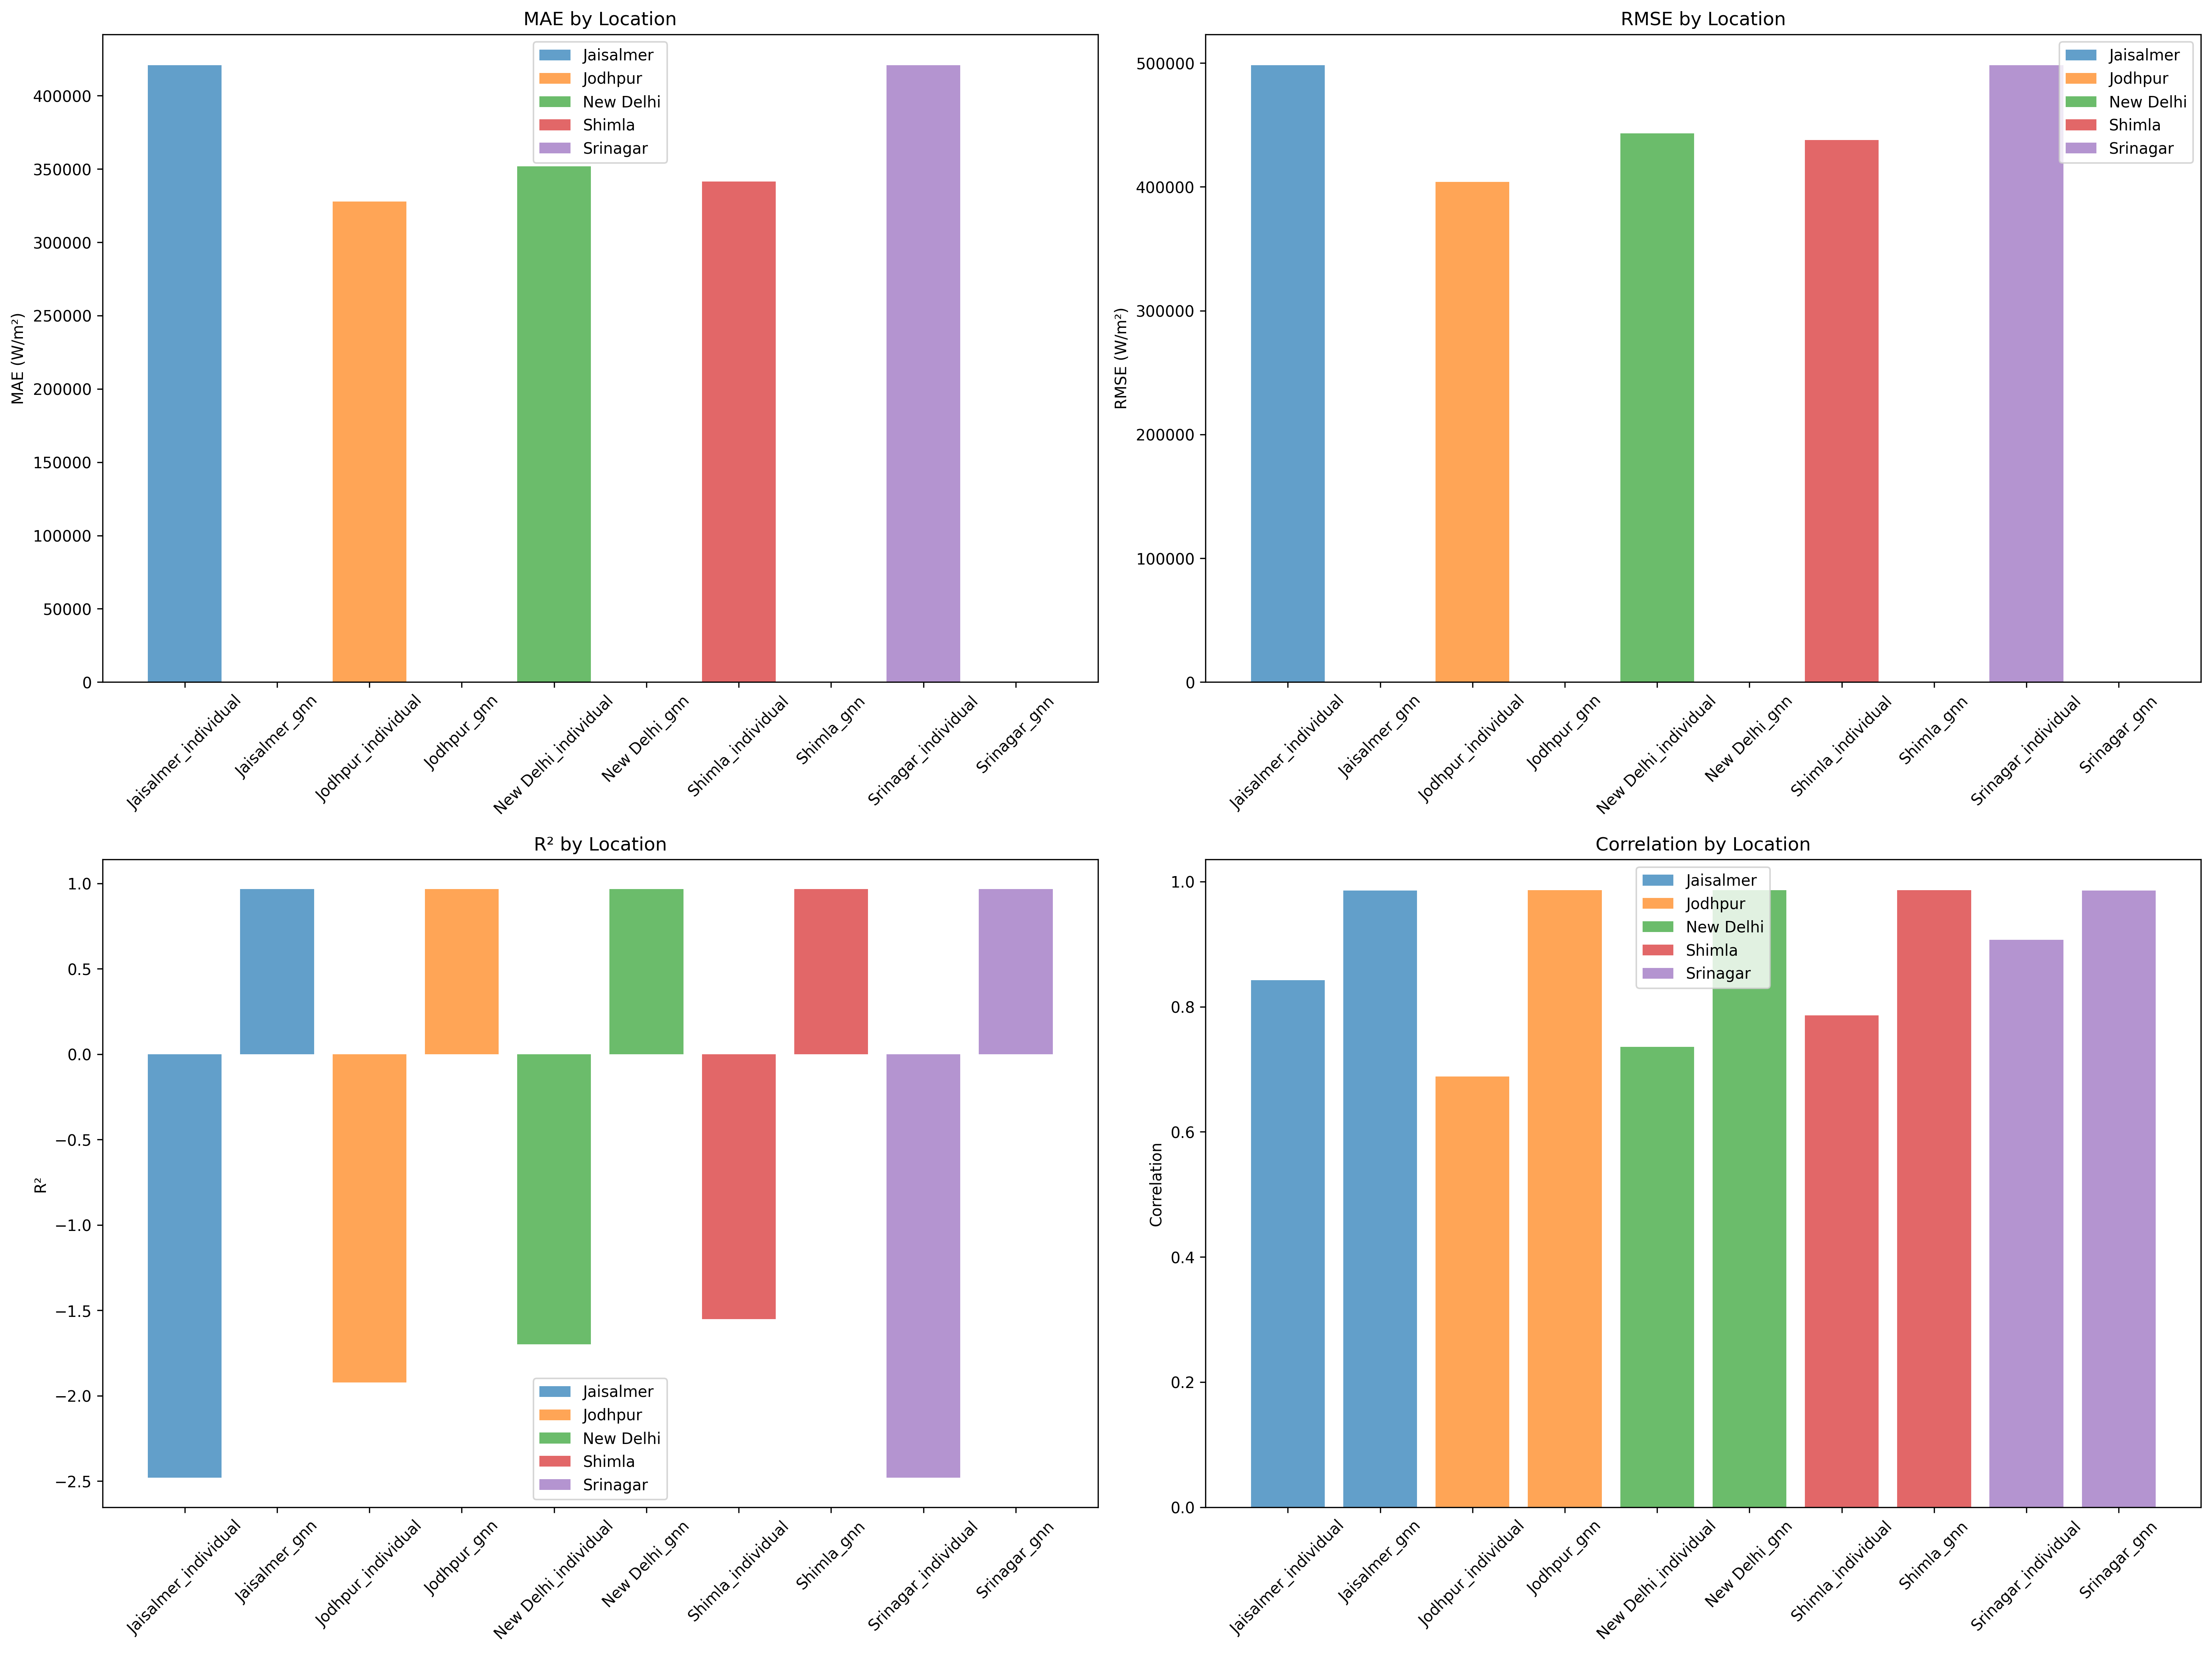 MAE by Location
MAE (W/m²)
400000
350000
300000
250000
200000
150000
100000
50000
0
Jaisalmer
Jodhpur
New Delhi
Shimla
Srinagar
Jaisalmer_individual
Jaisalmer_gnn
Jodhpur_individual
Jodhpur_gnn
New Delhi_individual
New Delhi_gnn
Shimla_individual
Shimla_gnn
Srinagar_individual
Srinagar_gnn
RMSE by Location
RMSE (W/m²)
500000
400000
300000
200000
100000
0
Jaisalmer
Jodhpur
New Delhi
Shimla
Srinagar
Jaisalmer_individual
Jaisalmer_gnn
Jodhpur_individual
Jodhpur_gnn
New Delhi_individual
New Delhi_gnn
Shimla_individual
Shimla_gnn
Srinagar_individual
Srinagar_gnn
R² by Location
R²
1.0
0.5
0.0
−0.5
−1.0
−1.5
−2.0
−2.5
Jaisalmer
Jodhpur
New Delhi
Shimla
Srinagar
Jaisalmer_individual
Jaisalmer_gnn
Jodhpur_individual
Jodhpur_gnn
New Delhi_individual
New Delhi_gnn
Shimla_individual
Shimla_gnn
Srinagar_individual
Srinagar_gnn
Correlation by Location
Correlation
1.0
0.8
0.6
0.4
0.2
0.0
Jaisalmer
Jodhpur
New Delhi
Shimla
Srinagar
Jaisalmer_individual
Jaisalmer_gnn
Jodhpur_individual
Jodhpur_gnn
New Delhi_individual
New Delhi_gnn
Shimla_individual
Shimla_gnn
Srinagar_individual
Srinagar_gnn